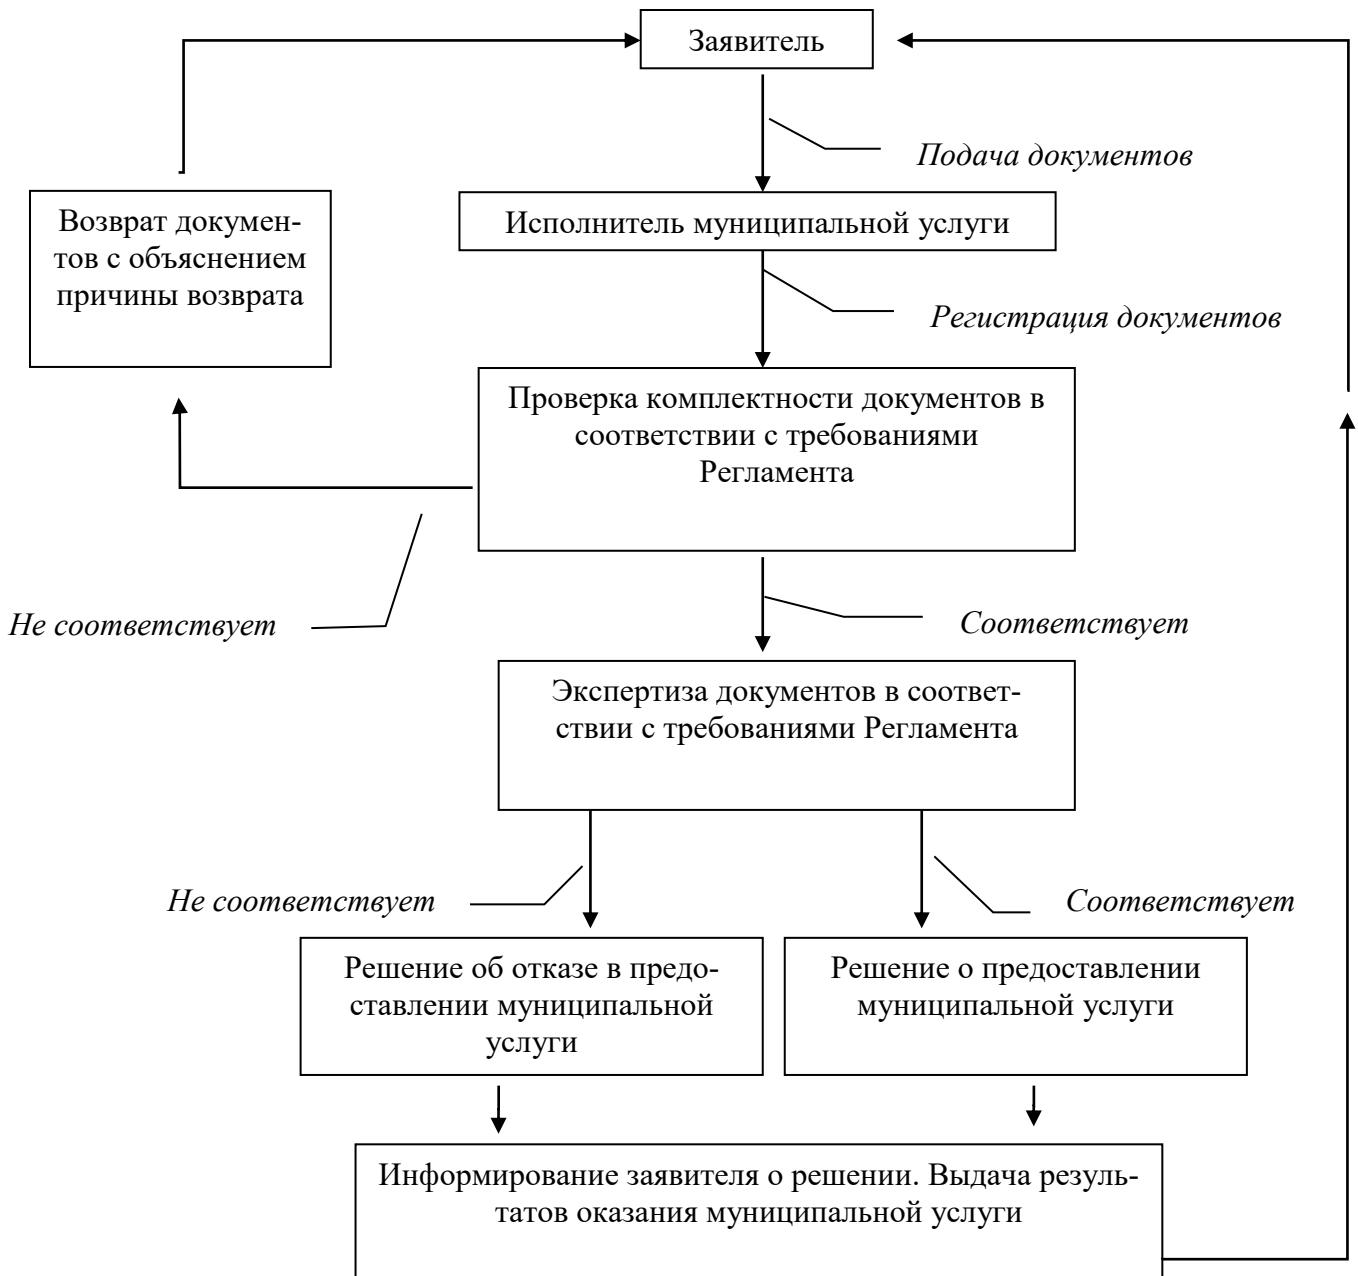 Заявитель
Подача документов
Возврат докумен-
тов с объяснением
причины возврата
Исполнитель муниципальной услуги
Регистрация документов
Проверка комплектности документов в
соответствии с требованиями
Регламента
Не соответствует
Соответствует
Экспертиза документов в соответ-
ствии с требованиями Регламента
Не соответствует
Соответствует
Решение об отказе в предо-
ставлении муниципальной
услуги
Решение о предоставлении
муниципальной услуги
Информирование заявителя о решении. Выдача резуль-
татов оказания муниципальной услуги